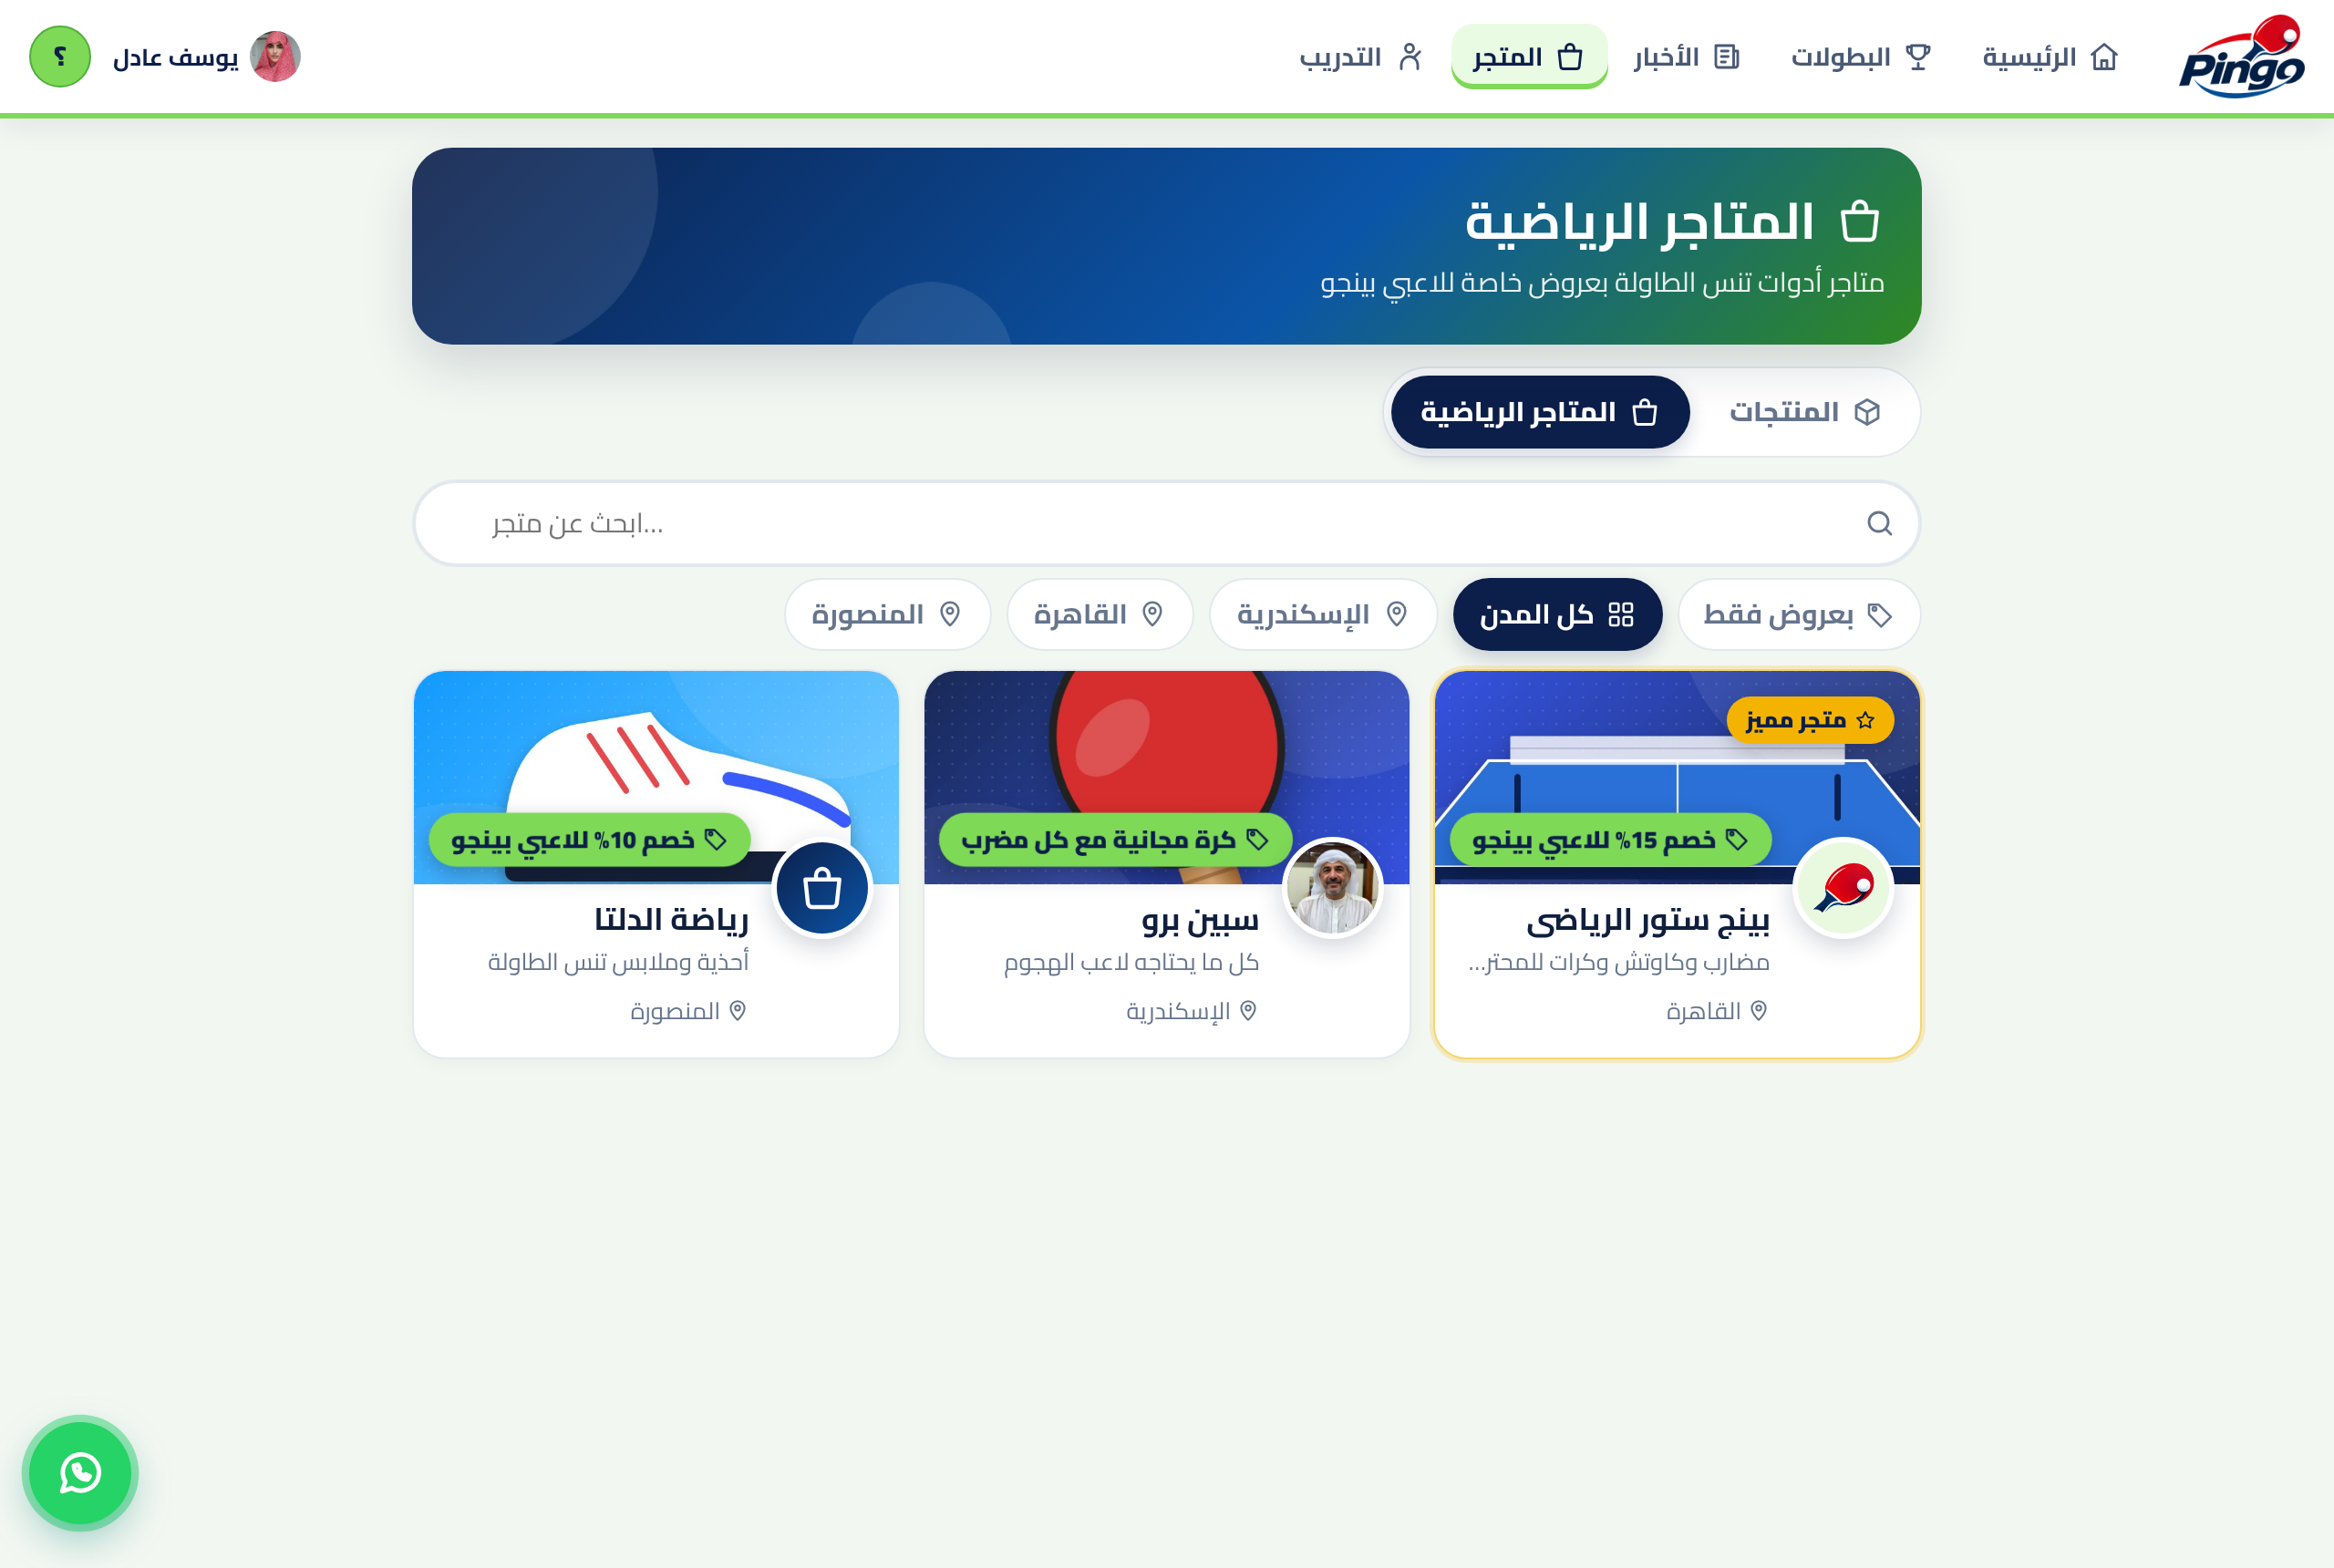 Pingo
الرئيسية
البطولات
الأخبار
المتجر
التدريب
يوسف عادل
؟
المتاجر الرياضية
متاجر أدوات تنس الطاولة بعروض خاصة للاعبي بينجو
المنتجات
المتاجر الرياضية
ابحث عن متجر...
بعروض فقط
كل المدن
الإسكندرية
القاهرة
المنصورة
متجر مميز
خصم 15% للاعبي بينجو
بينج ستور الرياضى
مضارب وكاوتش وكرات للمحتر...
القاهرة
كرة مجانية مع كل مضرب
سبين برو
كل ما يحتاجه لاعب الهجوم
الإسكندرية
خصم 10% للاعبي بينجو
رياضة الدلتا
أحذية وملابس تنس الطاولة
المنصورة